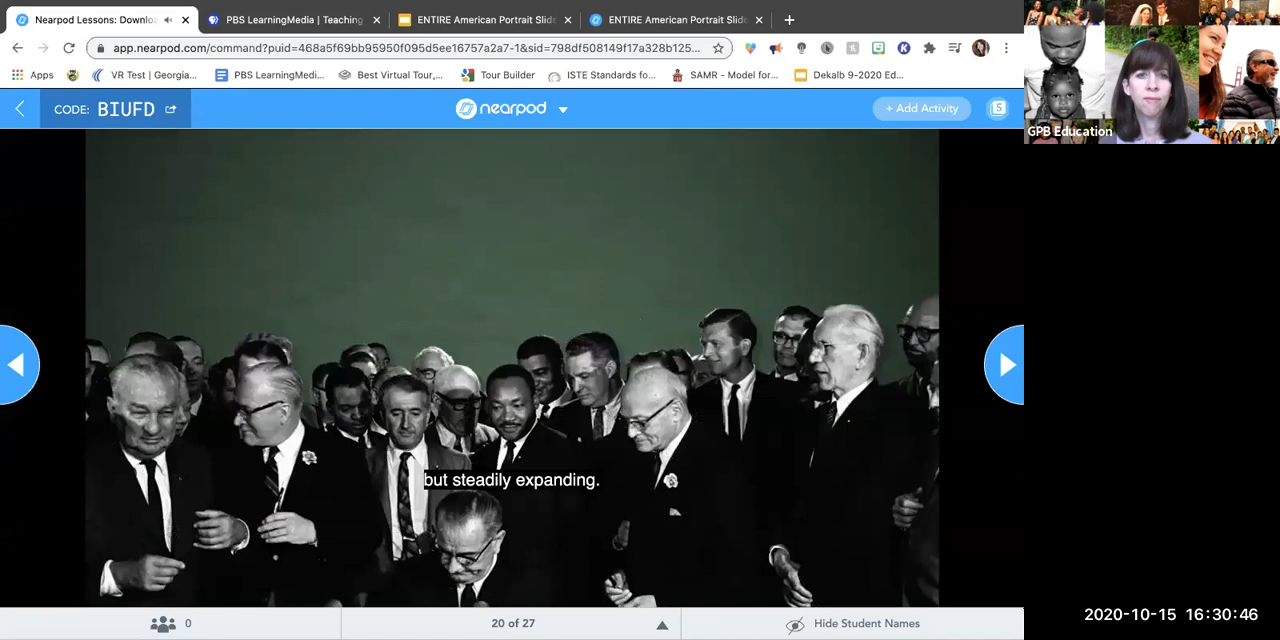 Nearpod Lessons: Downloa
PBS LearningMedia | Teaching
ENTIRE American Portrait Slide
ENTIRE American Portrait Slide
app.nearpod.com/command?puid=468a5f69bb95950f095d5ee16757a2a7-1&sid=798df508149f17a328b125...
Apps
VR Test | Georgia...
PBS LearningMedi...
Best Virtual Tour,...
Tour Builder
ISTE Standards fo...
SAMR - Model for...
Dekalb 9-2020 Ed...
CODE: BIUFD
nearpod
+ Add Activity
S
GPB Education
but steadily expanding.
0
20 of 27
Hide Student Names
2020-10-15 16:30:46